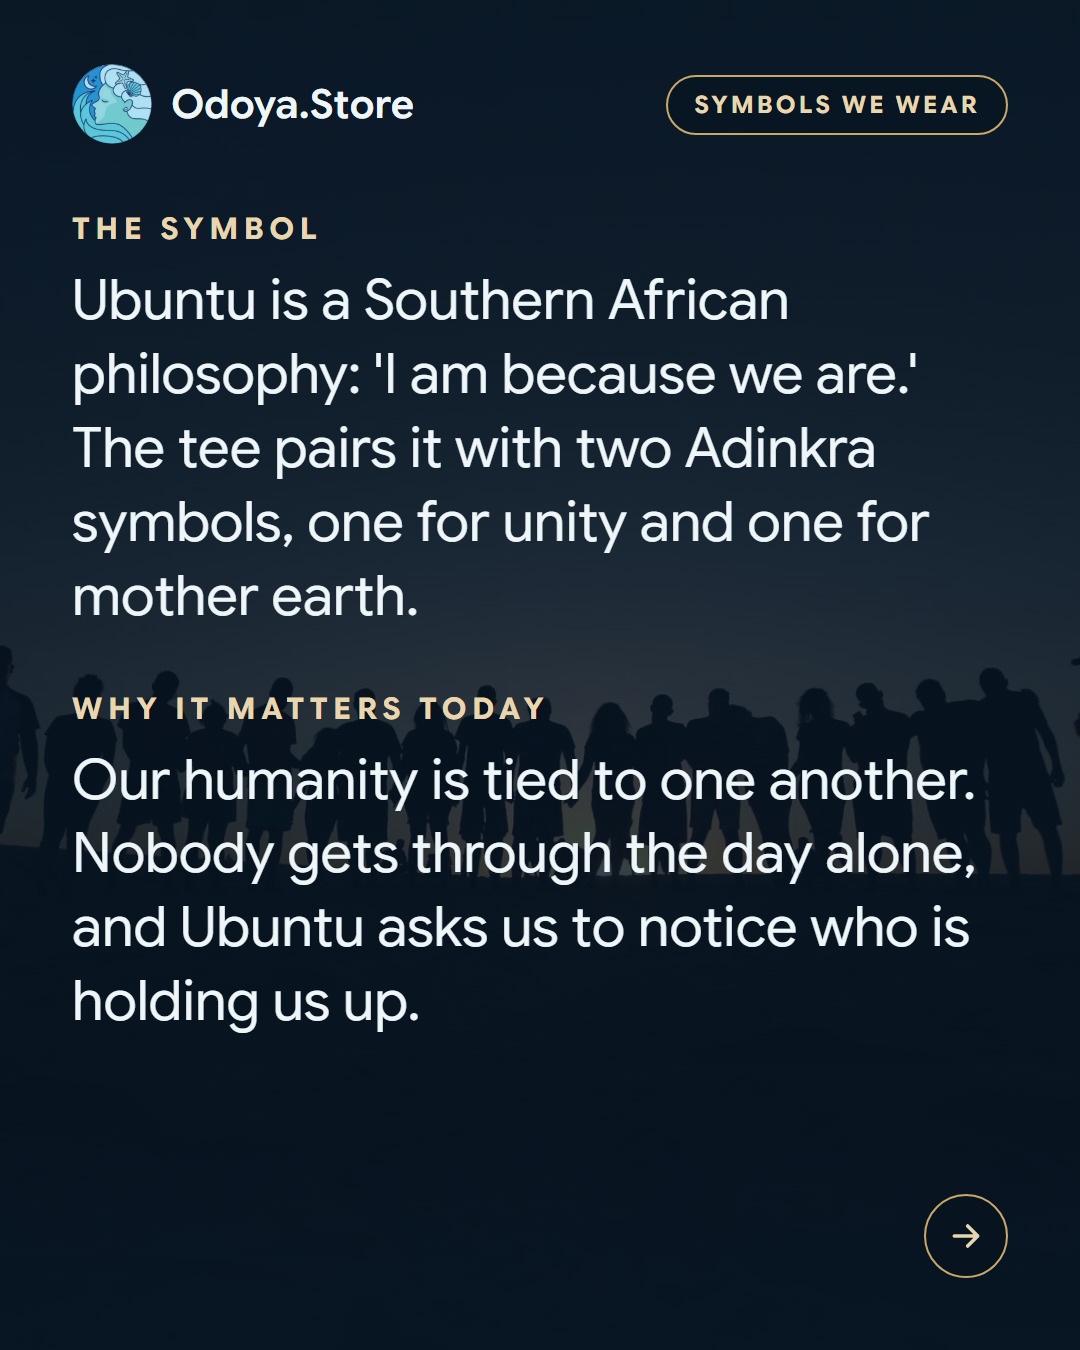 Odoya.Store
SYMBOLS WE WEAR
THE SYMBOL
Ubuntu is a Southern African
philosophy: 'I am because we are.'
The tee pairs it with two Adinkra
symbols, one for unity and one for
mother earth.
WHY IT MATTERS TODAY
Our humanity is tied to one another.
Nobody gets through the day alone,
and Ubuntu asks us to notice who is
holding us up.